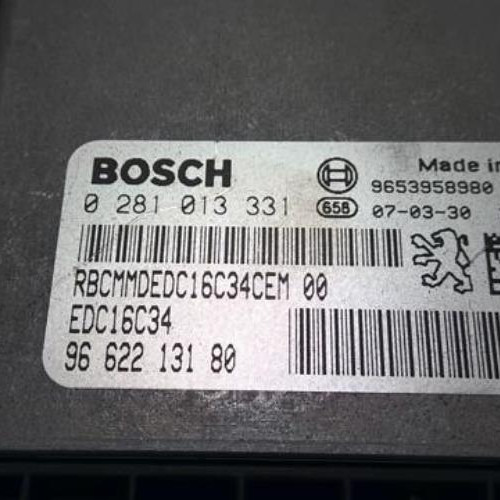 BOSCH
Made in
9653958980
0 281 013 331
658 07-03-30
RBCMMDEDC16C34CEM 00
EDC16C34
96 622 131 80